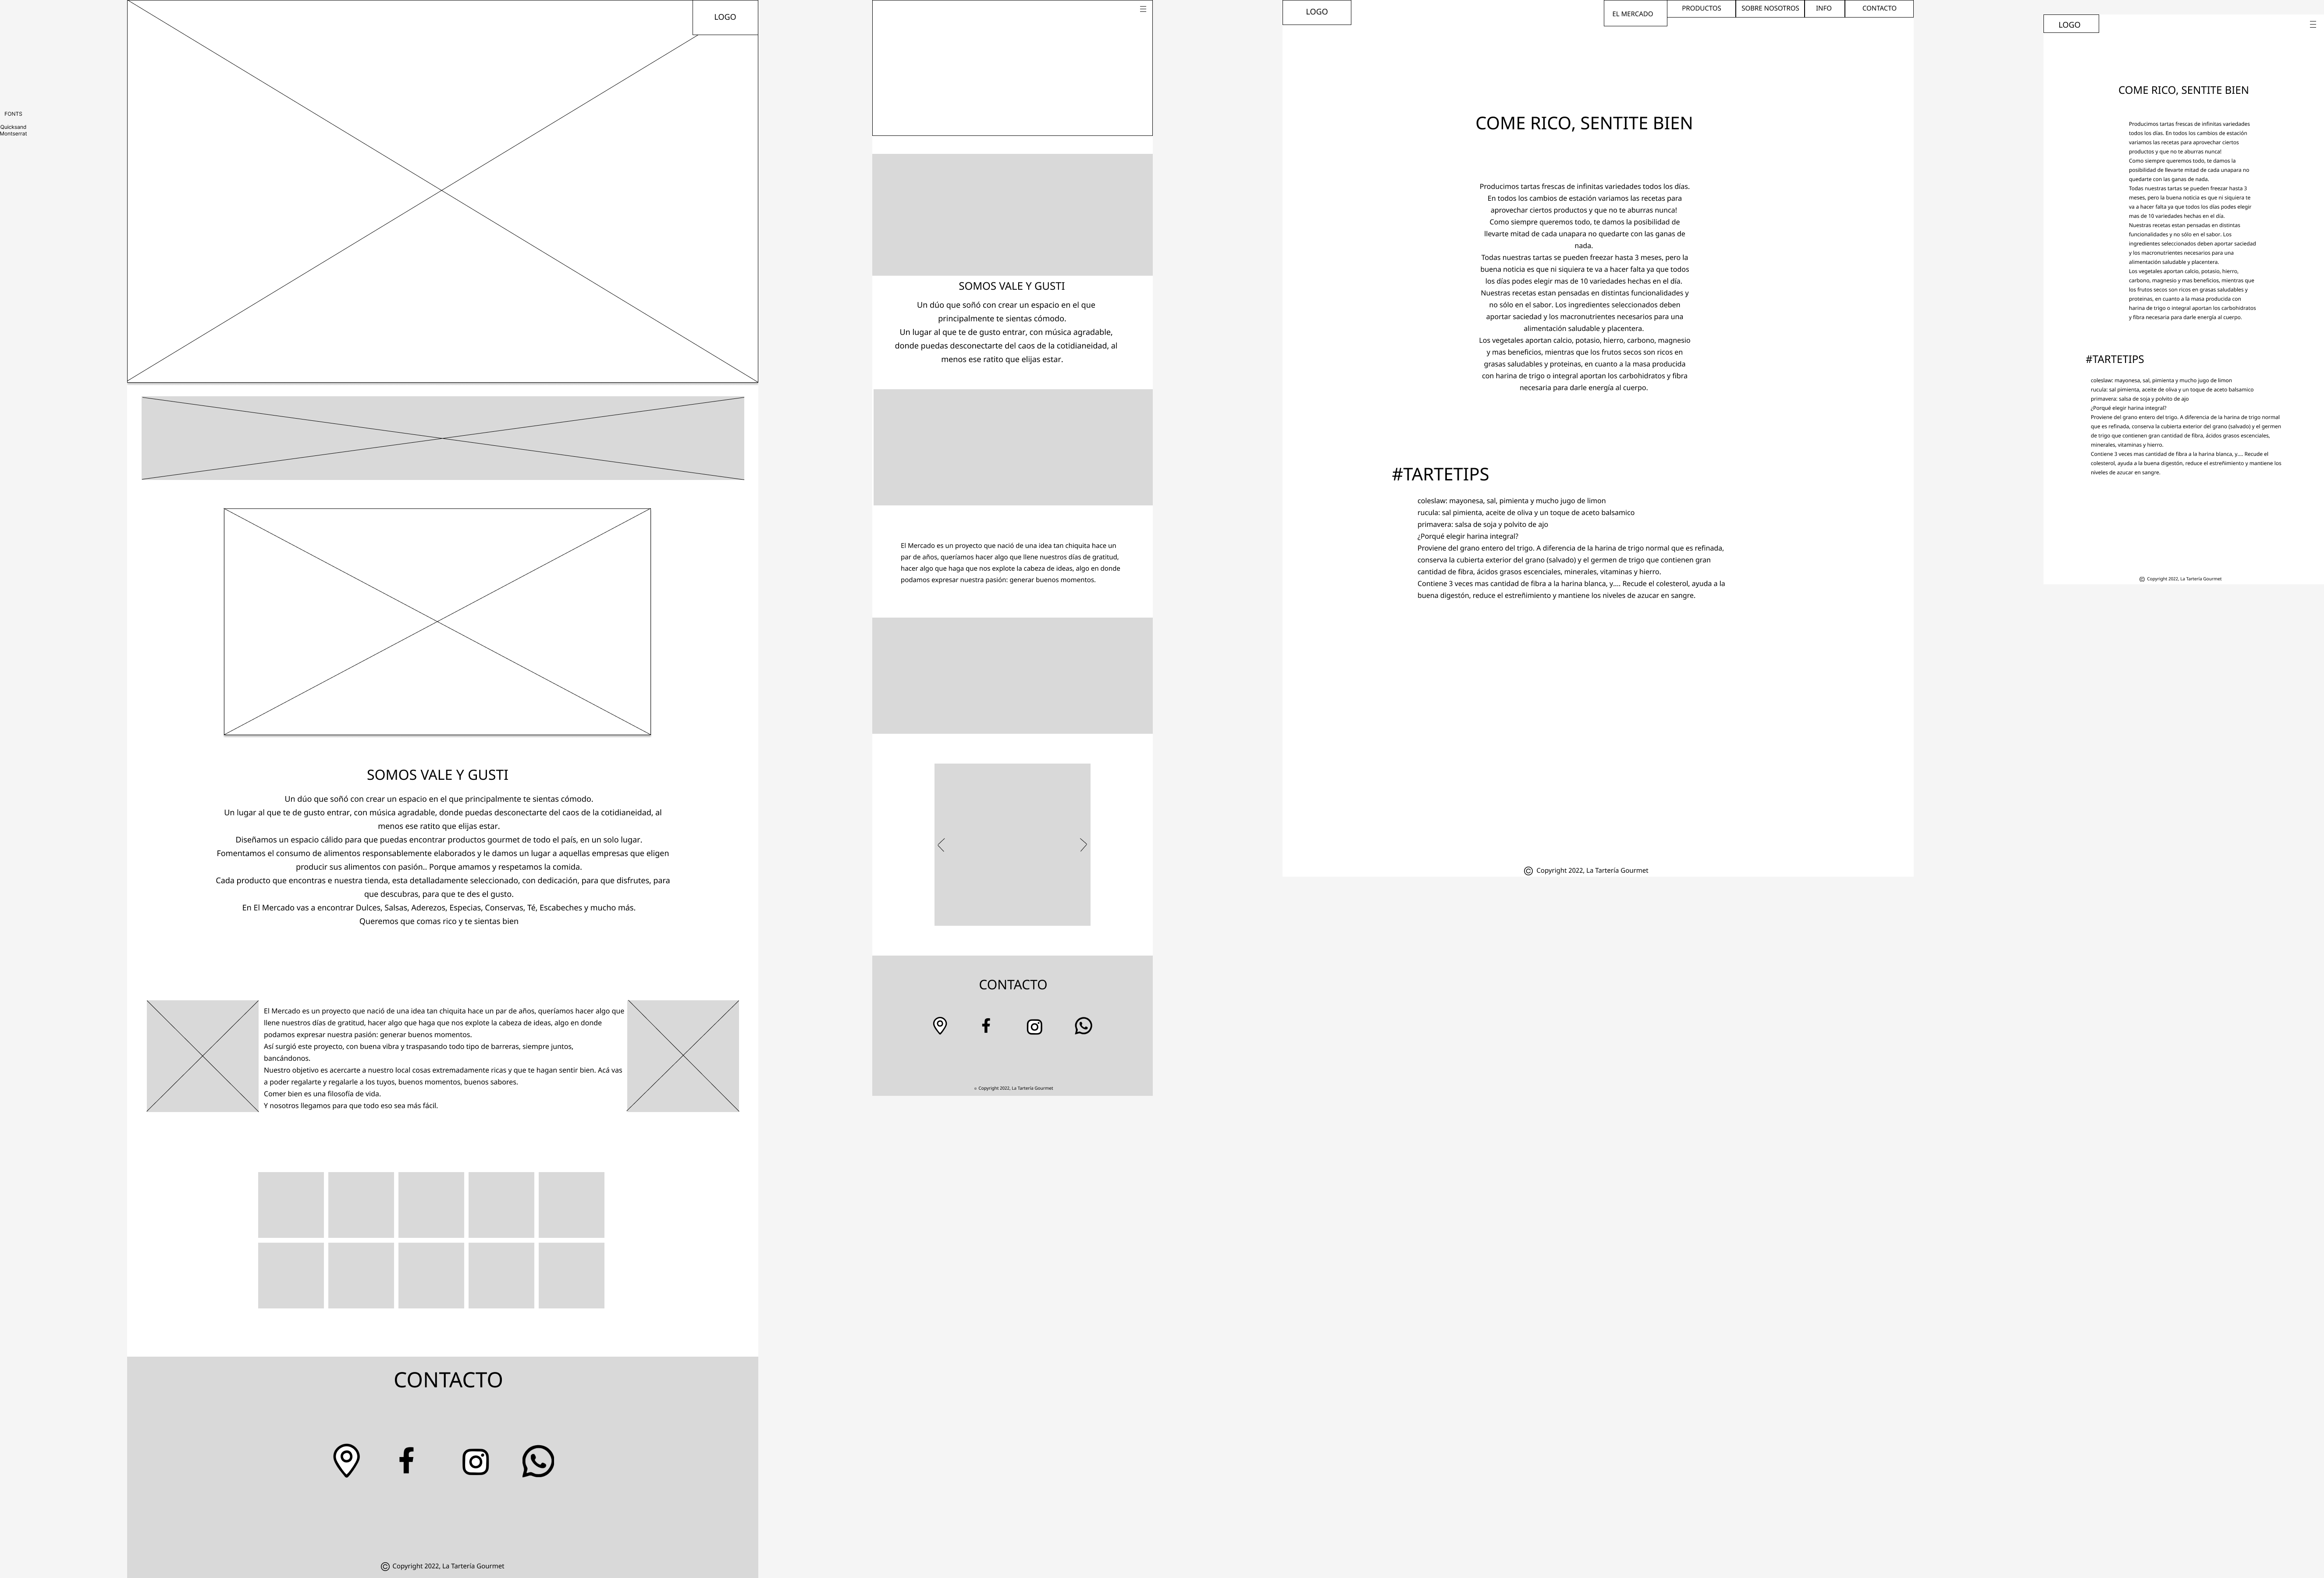 FONTS
Quicksand
Montserrat
LOGO
SOMOS VALE Y GUSTI
Un dúo que soñó con crear un espacio en el que principalmente te sientas cómodo.
Un lugar al que te de gusto entrar, con música agradable, donde puedas desconectarte del caos de la cotidianeidad, al
menos ese ratito que elijas estar.
Diseñamos un espacio cálido para que puedas encontrar productos gourmet de todo el país, en un solo lugar.
Fomentamos el consumo de alimentos responsablemente elaborados y le damos un lugar a aquellas empresas que eligen
producir sus alimentos con pasión.. Porque amamos y respetamos la comida.
Cada producto que encontras e nuestra tienda, esta detalladamente seleccionado, con dedicación, para que disfrutes, para
que descubras, para que te des el gusto.
En El Mercado vas a encontrar Dulces, Salsas, Aderezos, Especias, Conservas, Té, Escabeches y mucho más.
Queremos que comas rico y te sientas bien
El Mercado es un proyecto que nació de una idea tan chiquita hace un par de años, queríamos hacer algo que
llene nuestros días de gratitud, hacer algo que haga que nos explote la cabeza de ideas, algo en donde
podamos expresar nuestra pasión: generar buenos momentos.
Así surgió este proyecto, con buena vibra y traspasando todo tipo de barreras, siempre juntos,
bancándonos.
Nuestro objetivo es acercarte a nuestro local cosas extremadamente ricas y que te hagan sentir bien. Acá vas
a poder regalarte y regalarle a los tuyos, buenos momentos, buenos sabores.
Comer bien es una filosofía de vida.
Y nosotros llegamos para que todo eso sea más fácil.
CONTACTO
© Copyright 2022, La Tartería Gourmet
SOMOS VALE Y GUSTI
Un dúo que soñó con crear un espacio en el que
principalmente te sientas cómodo.
Un lugar al que te de gusto entrar, con música agradable,
donde puedas desconectarte del caos de la cotidianeidad, al
menos ese ratito que elijas estar.
El Mercado es un proyecto que nació de una idea tan chiquita hace un
par de años, queríamos hacer algo que llene nuestros días de gratitud,
hacer algo que haga que nos explote la cabeza de ideas, algo en donde
podamos expresar nuestra pasión: generar buenos momentos.
CONTACTO
© Copyright 2022, La Tartería Gourmet
LOGO
EL MERCADO
PRODUCTOS
SOBRE NOSOTROS
INFO
CONTACTO
COME RICO, SENTITE BIEN
Producimos tartas frescas de infinitas variedades todos los días.
En todos los cambios de estación variamos las recetas para
aprovechar ciertos productos y que no te aburras nunca!
Como siempre queremos todo, te damos la posibilidad de
llevarte mitad de cada unapara no quedarte con las ganas de
nada.
Todas nuestras tartas se pueden freezar hasta 3 meses, pero la
buena noticia es que ni siquiera te va a hacer falta ya que todos
los días podes elegir mas de 10 variedades hechas en el día.
Nuestras recetas estan pensadas en distintas funcionalidades y
no sólo en el sabor. Los ingredientes seleccionados deben
aportar saciedad y los macronutrientes necesarios para una
alimentación saludable y placentera.
Los vegetales aportan calcio, potasio, hierro, carbono, magnesio
y mas beneficios, mientras que los frutos secos son ricos en
grasas saludables y proteinas, en cuanto a la masa producida
con harina de trigo o integral aportan los carbohidratos y fibra
necesaria para darle energía al cuerpo.
#TARTETIPS
coleslaw: mayonesa, sal, pimienta y mucho jugo de limon
rucula: sal pimienta, aceite de oliva y un toque de aceto balsamico
primavera: salsa de soja y polvito de ajo
¿Porqué elegir harina integral?
Proviene del grano entero del trigo. A diferencia de la harina de trigo normal que es refinada,
conserva la cubierta exterior del grano (salvado) y el germen de trigo que contienen gran
cantidad de fibra, ácidos grasos escenciales, minerales, vitaminas y hierro.
Contiene 3 veces mas cantidad de fibra a la harina blanca, y.... Recude el colesterol, ayuda a la
buena digestón, reduce el estreñimiento y mantiene los niveles de azucar en sangre.
© Copyright 2022, La Tartería Gourmet
LOGO
COME RICO, SENTITE BIEN
Producimos tartas frescas de infinitas variedades
todos los días. En todos los cambios de estación
variamos las recetas para aprovechar ciertos
productos y que no te aburras nunca!
Como siempre queremos todo, te damos la
posibilidad de llevarte mitad de cada unapara no
quedarte con las ganas de nada.
Todas nuestras tartas se pueden freezar hasta 3
meses, pero la buena noticia es que ni siquiera te
va a hacer falta ya que todos los días podes elegir
mas de 10 variedades hechas en el día.
Nuestras recetas estan pensadas en distintas
funcionalidades y no sólo en el sabor. Los
ingredientes seleccionados deben aportar saciedad
y los macronutrientes necesarios para una
alimentación saludable y placentera.
Los vegetales aportan calcio, potasio, hierro,
carbono, magnesio y mas beneficios, mientras que
los frutos secos son ricos en grasas saludables y
proteinas, en cuanto a la masa producida con
harina de trigo o integral aportan los carbohidratos
y fibra necesaria para darle energía al cuerpo.
#TARTETIPS
coleslaw: mayonesa, sal, pimienta y mucho jugo de limon
rucula: sal pimienta, aceite de oliva y un toque de aceto balsamico
primavera: salsa de soja y polvito de ajo
¿Porqué elegir harina integral?
Proviene del grano entero del trigo. A diferencia de la harina de trigo normal
que es refinada, conserva la cubierta exterior del grano (salvado) y el germen
de trigo que contienen gran cantidad de fibra, ácidos grasos escenciales,
minerales, vitaminas y hierro.
Contiene 3 veces mas cantidad de fibra a la harina blanca, y.... Recude el
colesterol, ayuda a la buena digestón, reduce el estreñimiento y mantiene los
niveles de azucar en sangre.
© Copyright 2022, La Tartería Gourmet